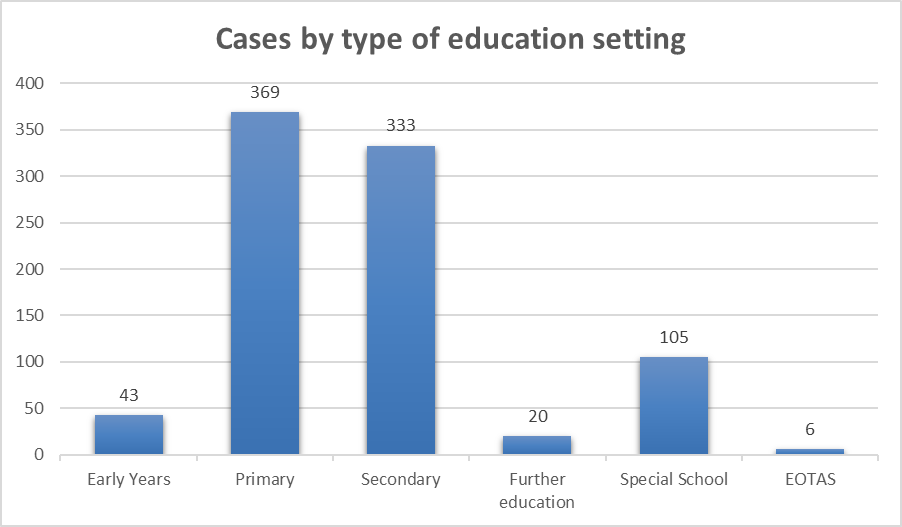 Cases by type of education setting
400
350
300
250
200
150
100
50
0
43
369
333
20
105
6
Early Years
Primary
Secondary
Further
education
Special School
EOTAS